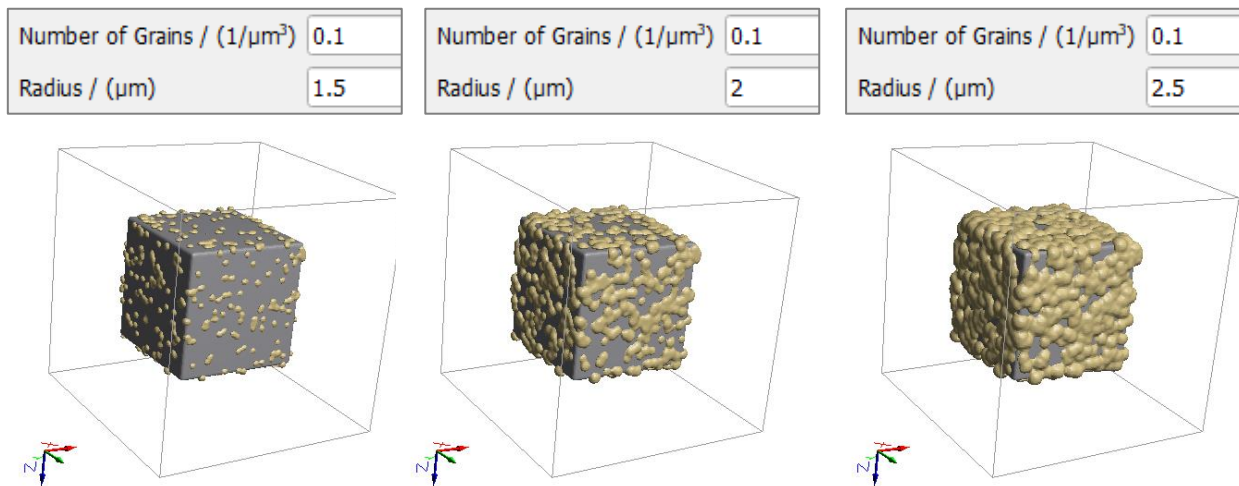 Number of Grains / (1/µm³) 0.1
Radius / (µm) 1.5
Number of Grains / (1/µm³) 0.1
Radius / (µm) 2
Number of Grains / (1/µm³) 0.1
Radius / (µm) 2.5
X
Y
Z
X
Y
Z
X
Y
Z